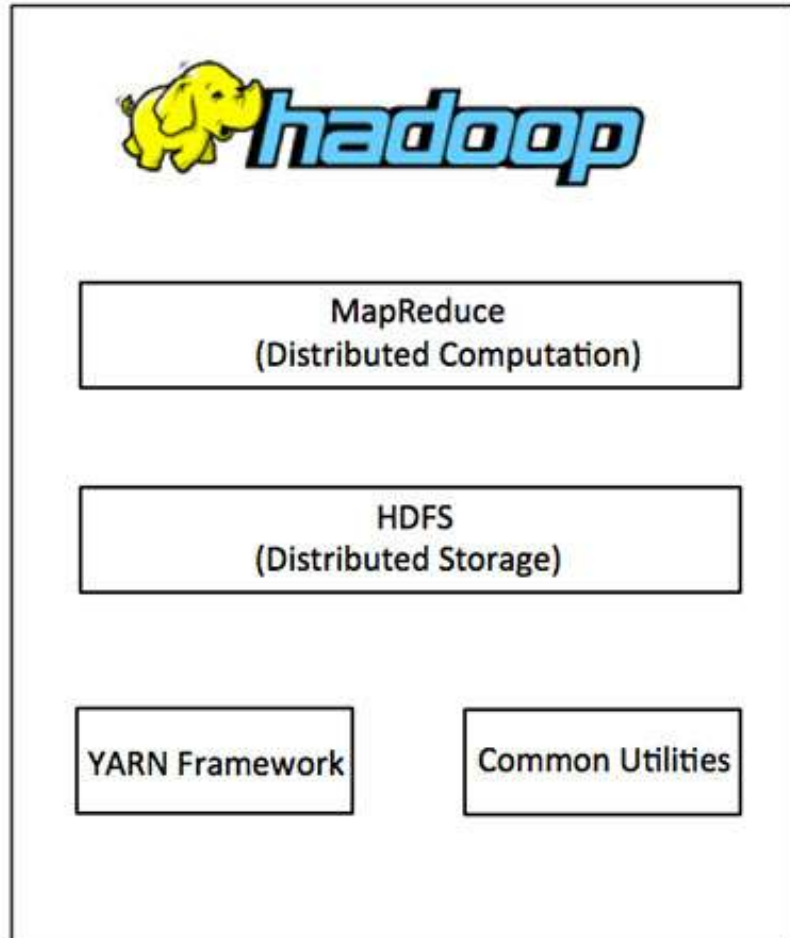 hadoop
MapReduce
(Distributed Computation)
HDFS
(Distributed Storage)
YARN Framework
Common Utilities